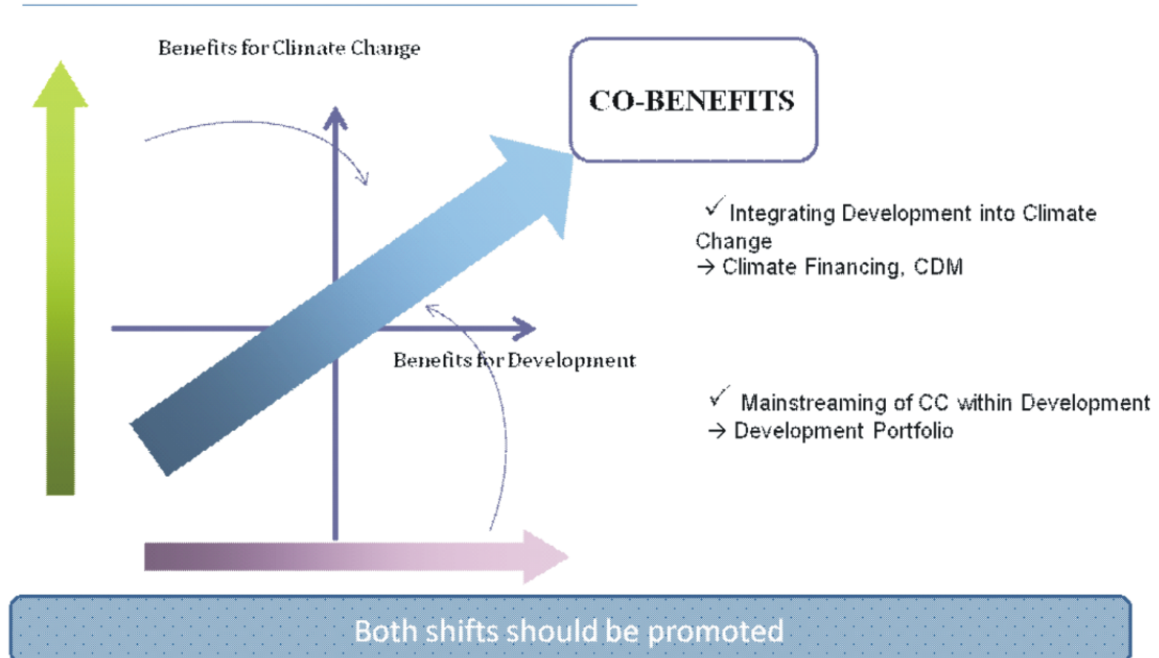 Benefits for Climate Change
CO-BENEFITS
✓ Integrating Development into Climate
Change
→ Climate Financing, CDM
Benefits for Development
✓ Mainstreaming of CC within Development
→ Development Portfolio
Both shifts should be promoted